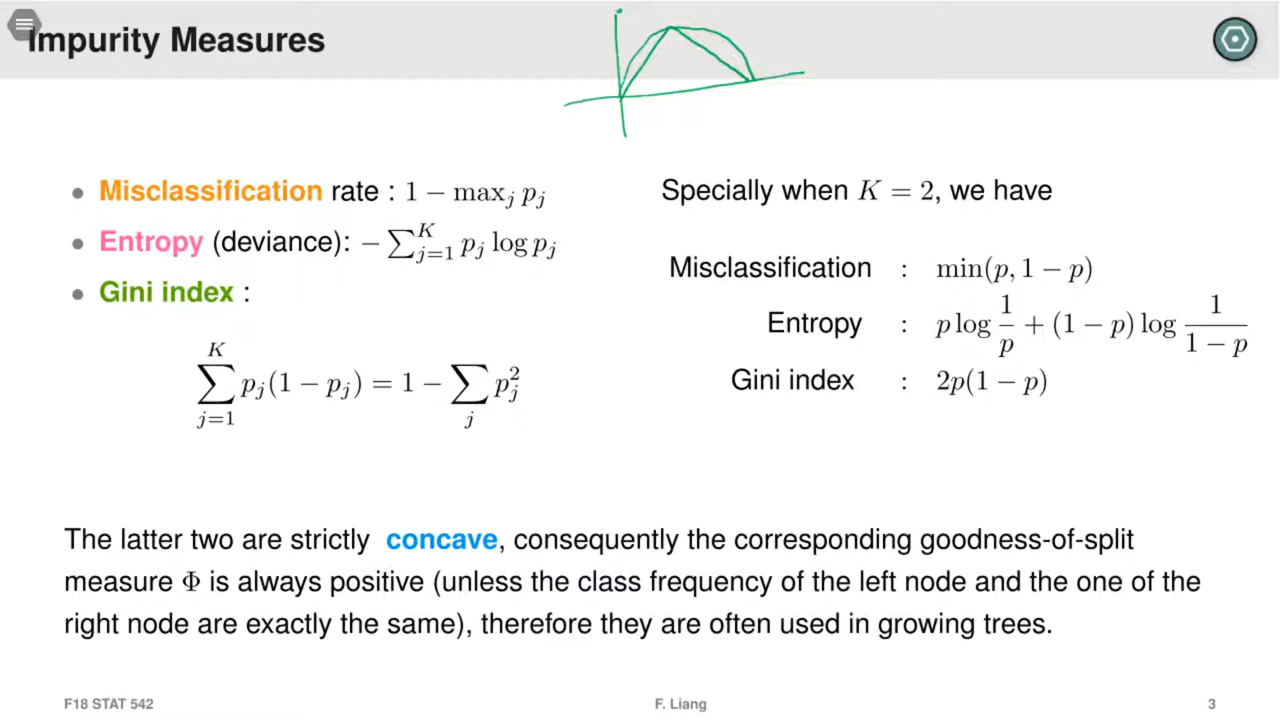 Impurity Measures
• Misclassification rate : 1 − max_j p_j
• Entropy (deviance): − ∑_{j=1}^{K} p_j log p_j
• Gini index :
∑_{j=1}^{K} p_j(1 − p_j) = 1 − ∑_j p_j^2
Specially when K = 2, we have
Misclassification : min(p, 1 − p)
Entropy : p log 1/p + (1 − p) log 1/(1 − p)
Gini index : 2p(1 − p)
The latter two are strictly concave, consequently the corresponding goodness-of-split
measure Φ is always positive (unless the class frequency of the left node and the one of the
right node are exactly the same), therefore they are often used in growing trees.
F18 STAT 542
F. Liang
3